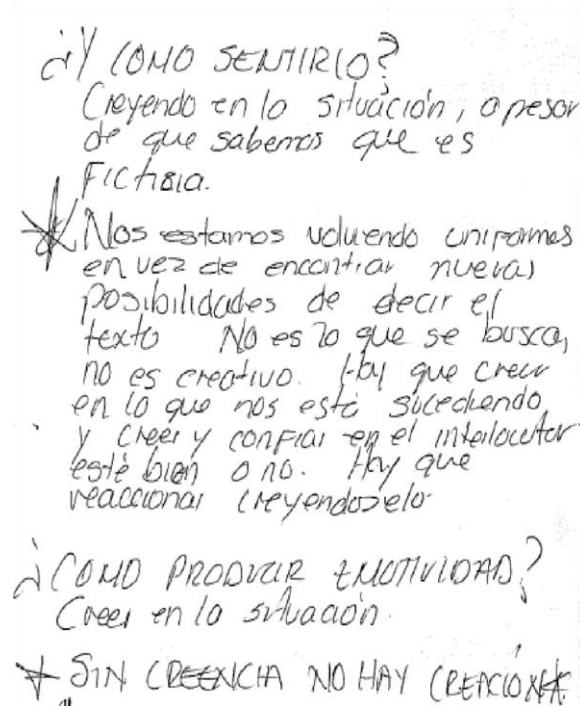 ¿Y COMO SENTIRLO?
Creyendo en la situación, a pesar
de que sabemos que es
Ficticia.
* Nos estamos volviendo uniformes
en vez de encontrar nuevas
posibilidades de decir el
texto No es lo que se busca,
no es creativo. Hay que creer
en lo que nos está sucediendo
y creer y confiar en el interlocutor
esté bien o no. Hay que
reaccionar creyendoselo.
¿COMO PRODUCIR EMOTIVIDAD?
Creer en la situación.
* SIN CREENCIA NO HAY CREACIÓN *